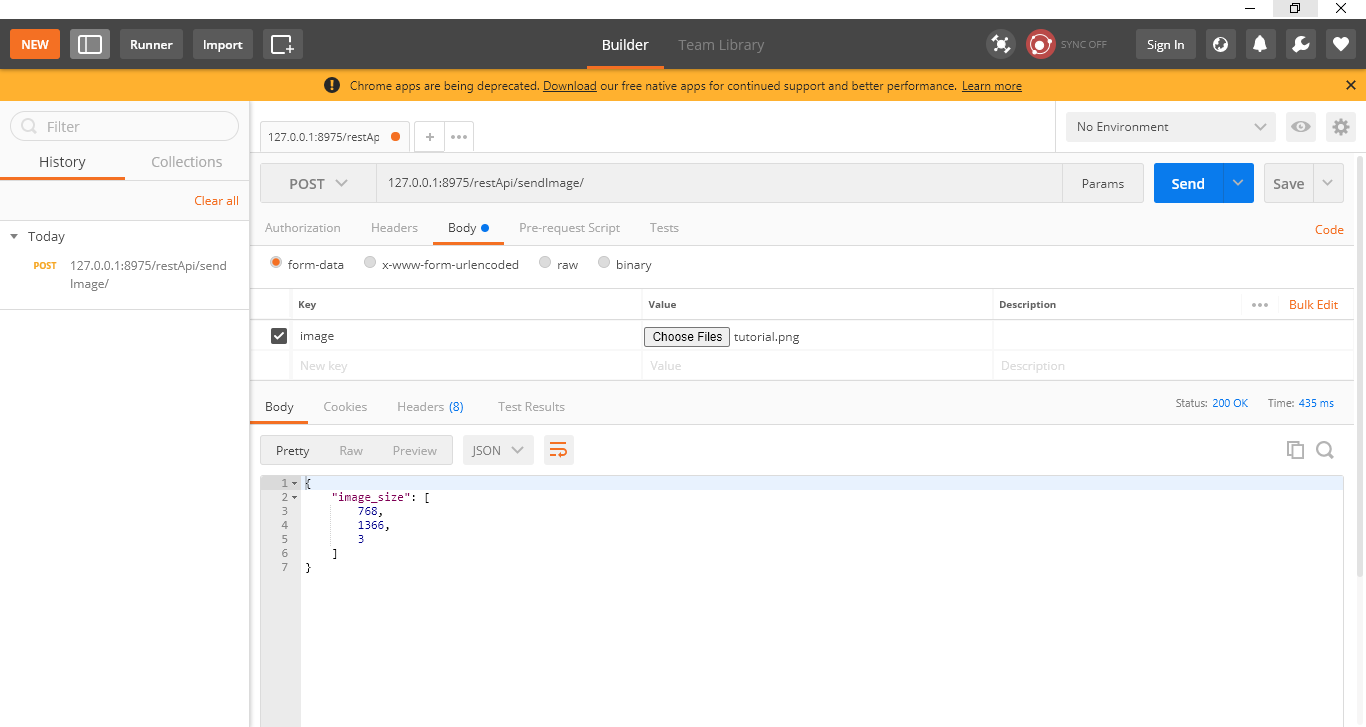 NEW Runner Import Builder Team Library SYNC OFF Sign In
Chrome apps are being deprecated. Download our free native apps for continued support and better performance. Learn more
Filter
History Collections
Clear all
Today
POST 127.0.0.1:8975/restApi/send
Image/
127.0.0.1:8975/restAp
No Environment
POST 127.0.0.1:8975/restApi/sendImage/ Params Send Save
Authorization Headers Body Pre-request Script Tests Code
form-data x-www-form-urlencoded raw binary
Key Value Description Bulk Edit
image Choose Files tutorial.png
New key Value Description
Body Cookies Headers (8) Test Results Status: 200 OK Time: 435 ms
Pretty Raw Preview JSON
1 {
2 "image_size": [
3 768,
4 1366,
5 3
6 ]
7 }